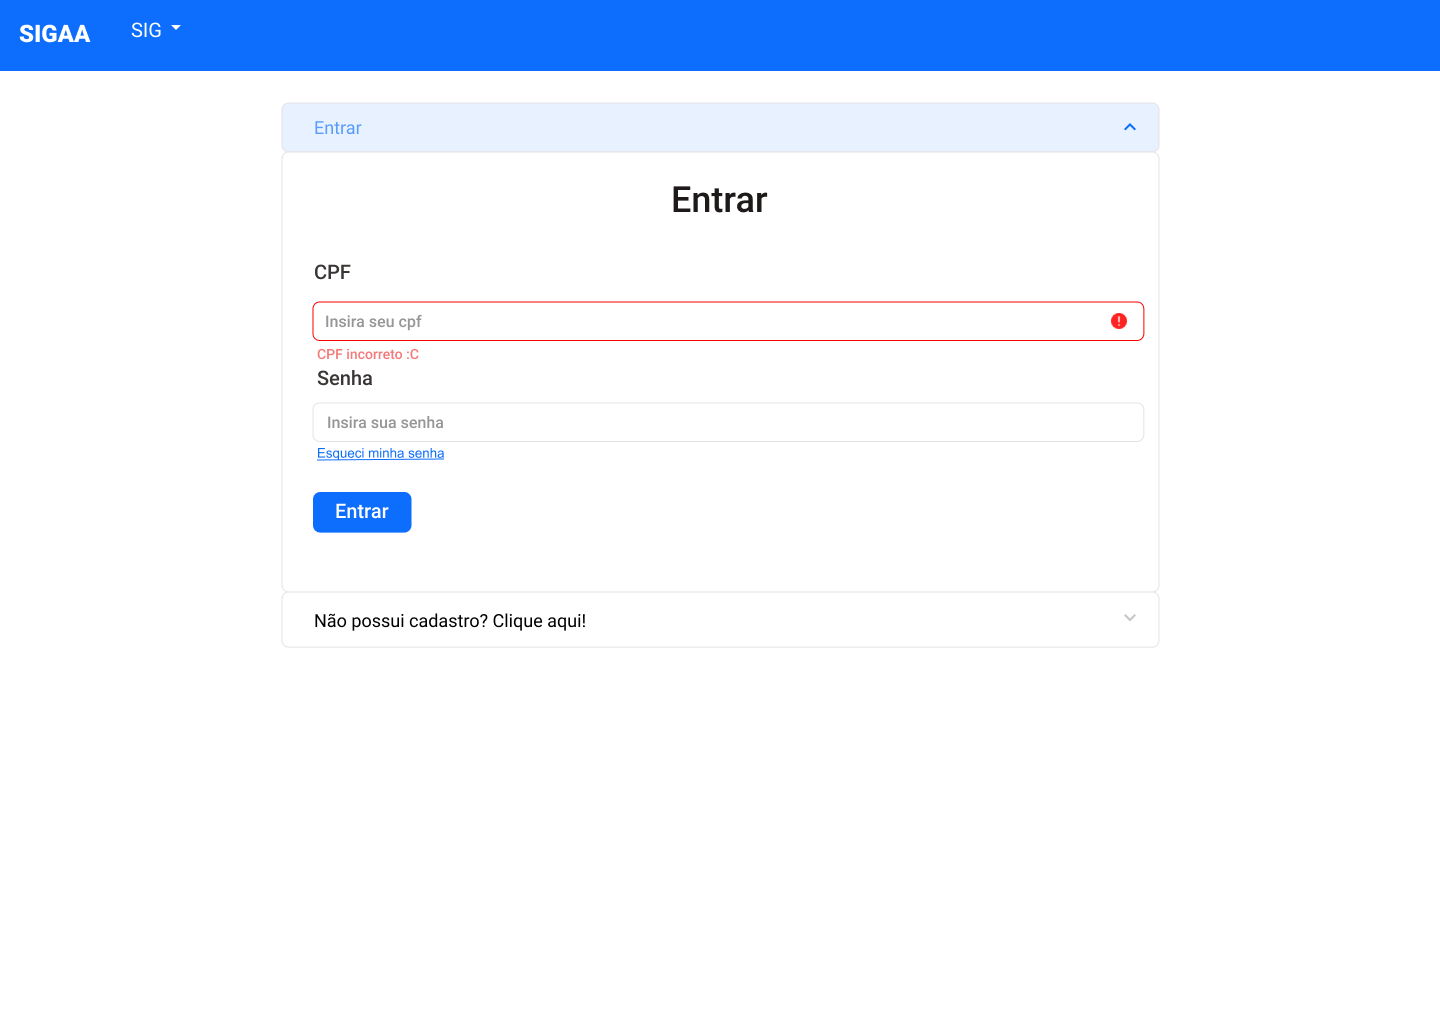 SIGAA SIG
Entrar
Entrar
CPF
Insira seu cpf
CPF incorreto :C
Senha
Insira sua senha
Esqueci minha senha
Entrar
Não possui cadastro? Clique aqui!